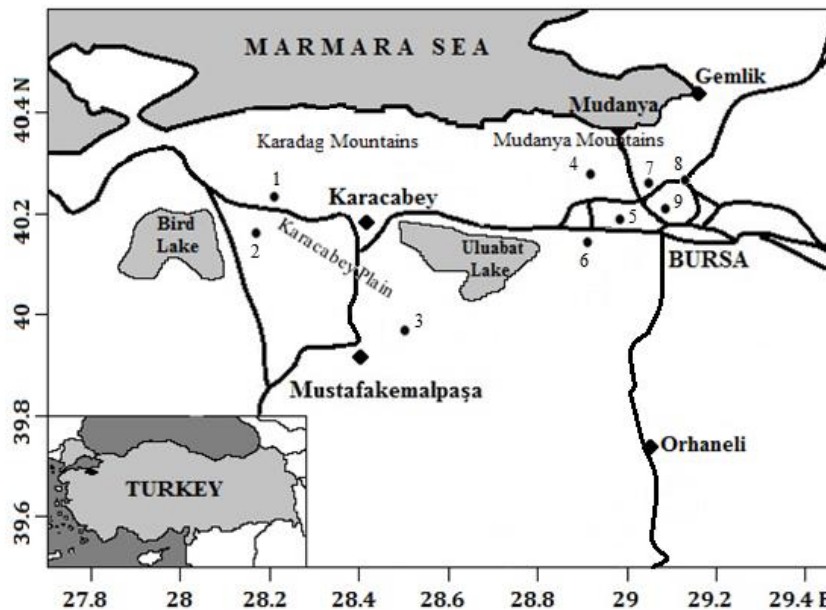 MARMARA SEA
Gemlik
Mudanya
40.4 N
Karadag Mountains
Mudanya Mountains
1
4
7
8
Karacabey
40.2
Bird
Lake
2
Karacabey Plain
Uluabat
Lake
5
9
6
BURSA
40
3
Mustafakemalpaşa
39.8
Orhaneli
TURKEY
39.6
27.8 28 28.2 28.4 28.6 28.8 29 29.2 29.4 E